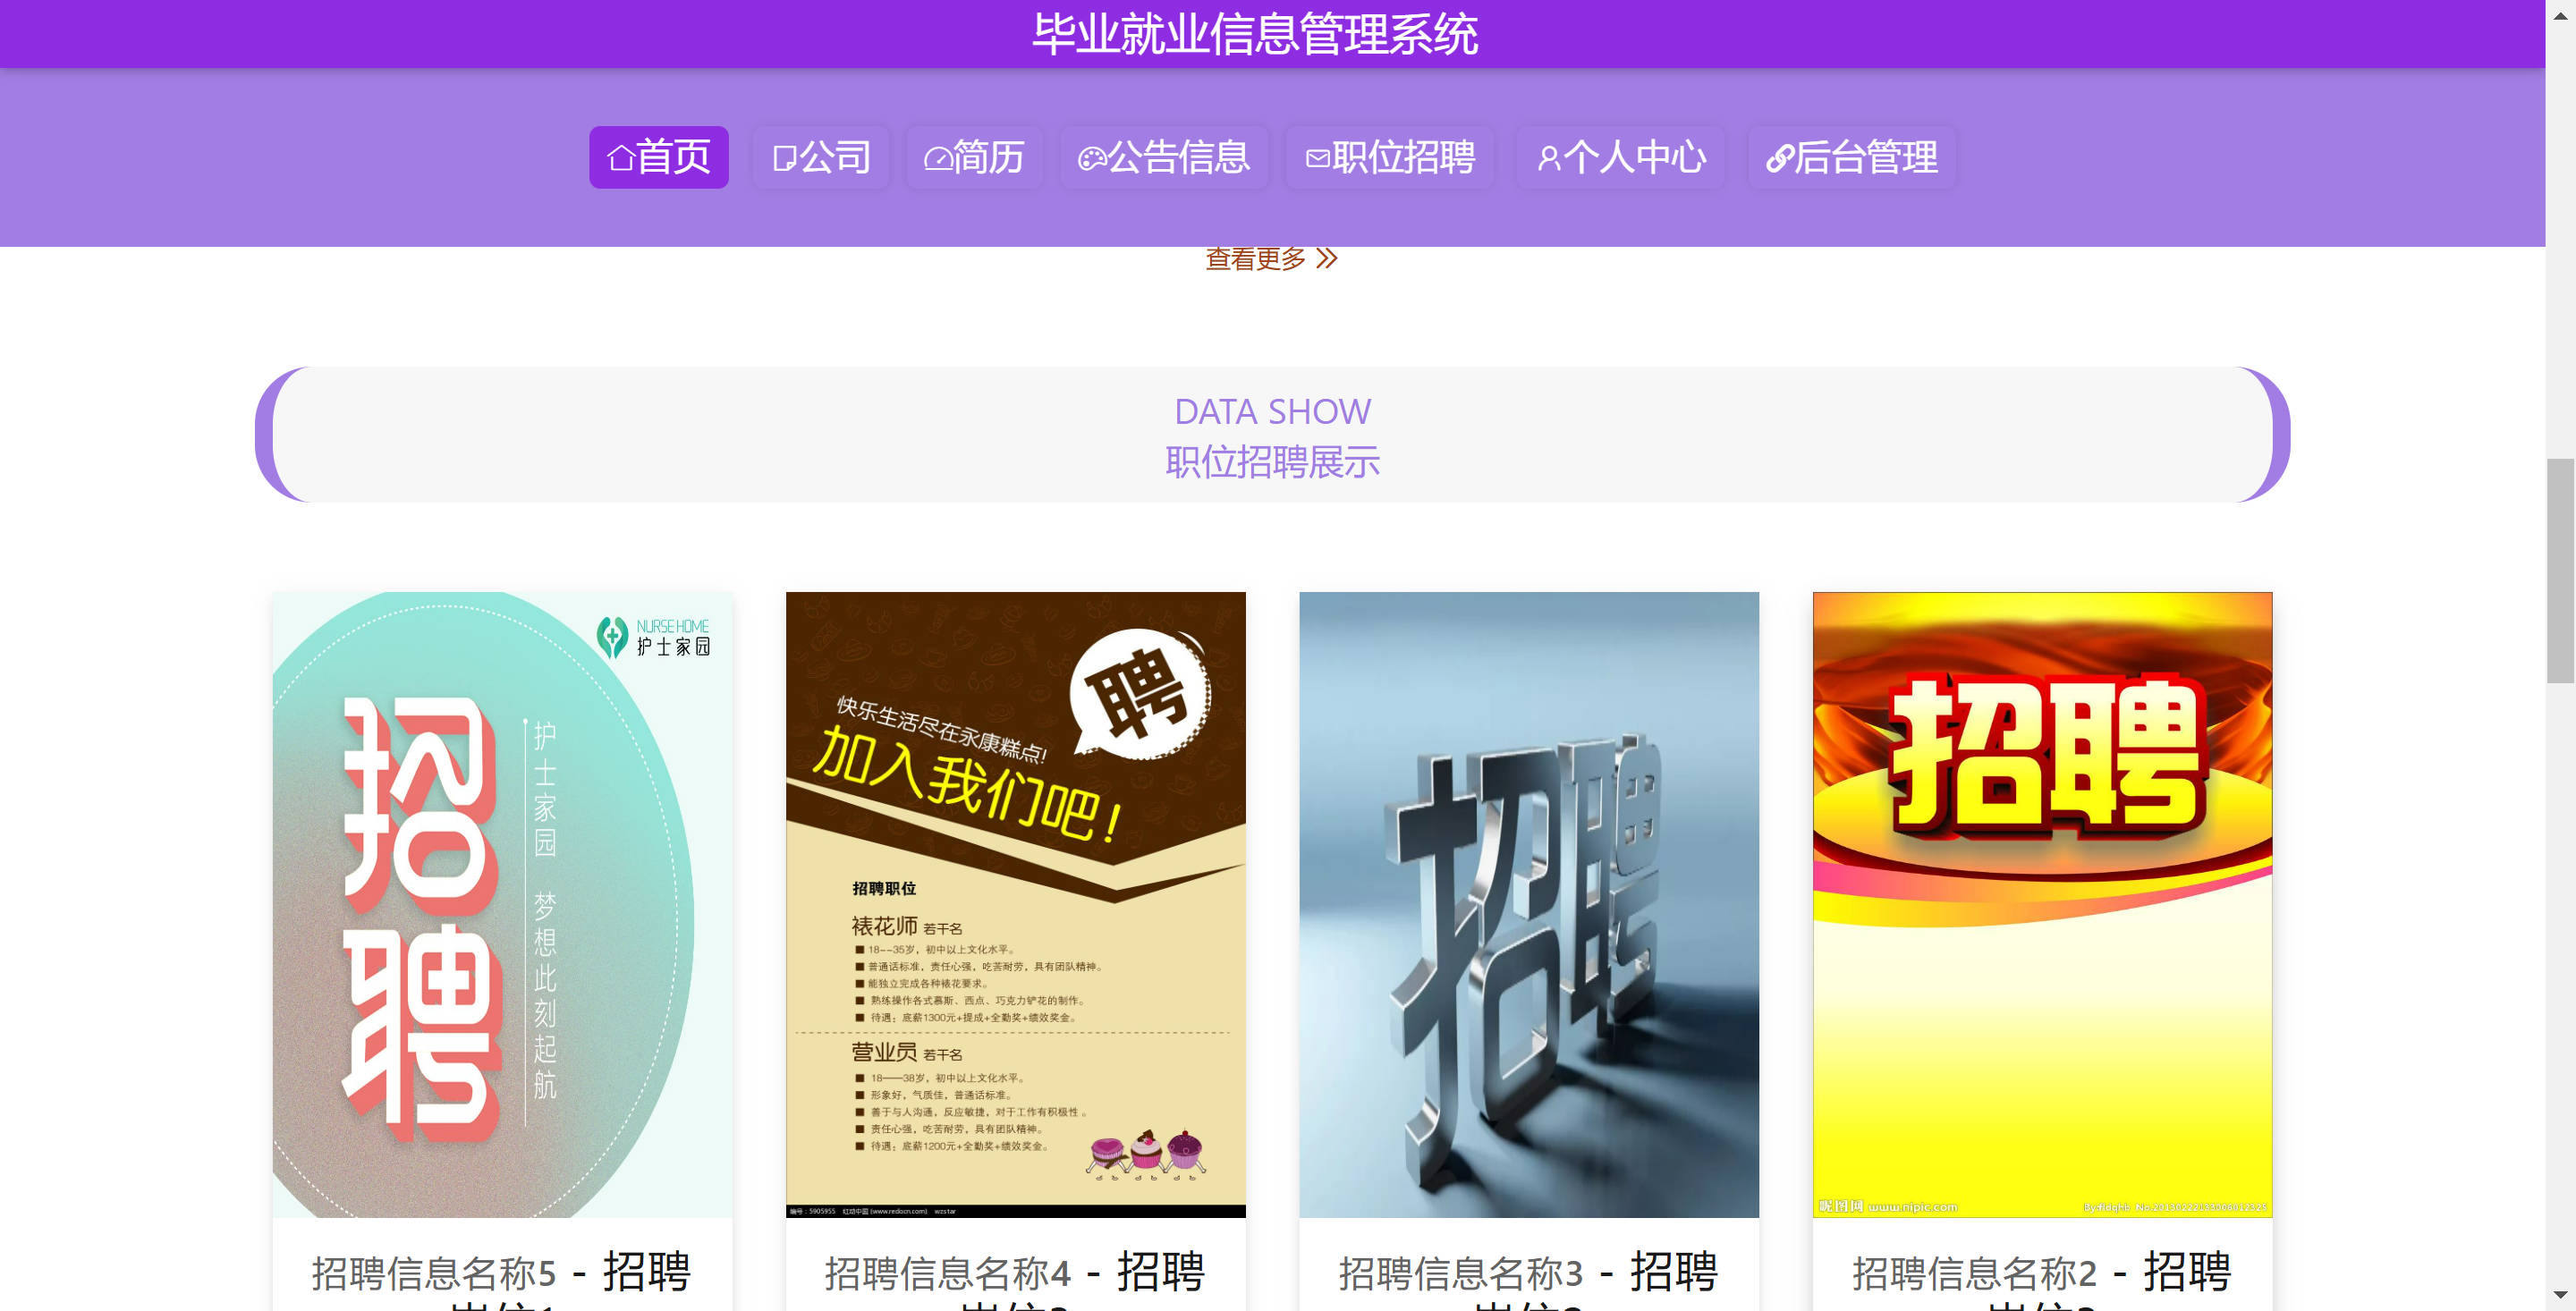 毕业就业信息管理系统
首页
公司
简历
公告信息
职位招聘
个人中心
后台管理
查看更多
DATA SHOW
职位招聘展示
NURSE HOME
护士家园
招聘
护士家园 梦想此刻起航
聘
快乐生活尽在永康糕点!
加入我们吧!
招聘职位
裱花师 若干名
18--35岁,初中以上文化水平。
普通话标准,责任心强,吃苦耐劳,具有团队精神。
能独立完成各种裱花要求。
熟练操作各式慕斯、西点、巧克力铲花的制作。
待遇:底薪1300元+提成+全勤奖+绩效奖金。
营业员 若干名
18——38岁,初中以上文化水平。
形象好,气质佳,普通话标准。
善于与人沟通,反应敏捷,对于工作有积极性。
责任心强,吃苦耐劳,具有团队精神。
待遇:底薪1200元+全勤奖+绩效奖金。
编号:5905955 红动中国 (www.redocn.com) wzstar
招聘
招聘
昵图网 www.nipic.com
招聘信息名称5 - 招聘
招聘信息名称4 - 招聘
招聘信息名称3 - 招聘
招聘信息名称2 - 招聘